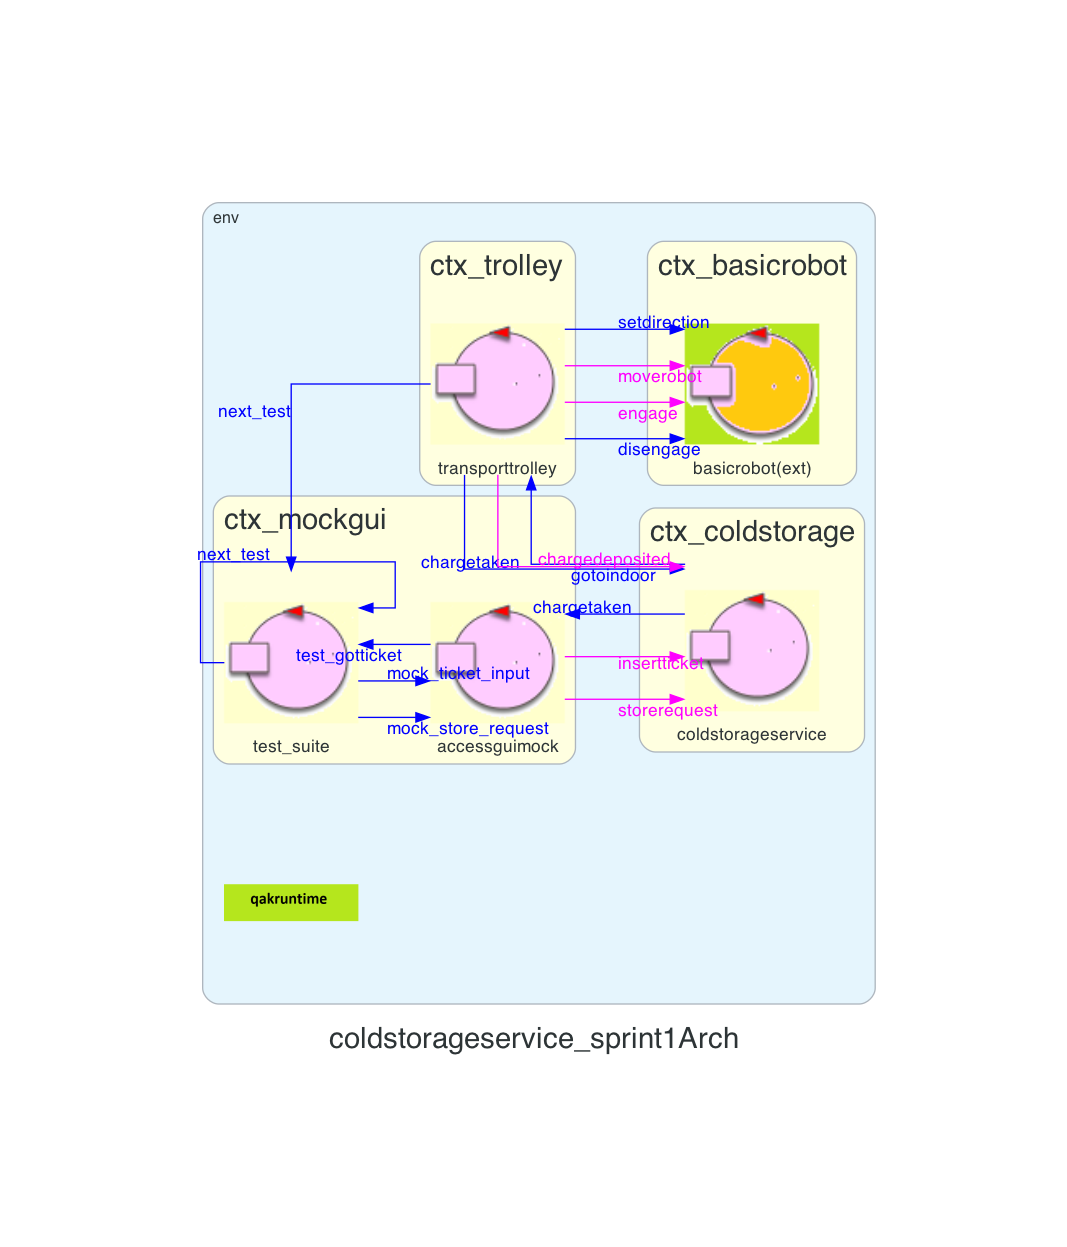 env
ctx_trolley
ctx_basicrobot
setdirection
moverobot
engage
disengage
next_test
transporttrolley
basicrobot(ext)
ctx_mockgui
ctx_coldstorage
next_test
chargetaken
chargedeposited
gotoindoor
chargetaken
test_gotticket
insertticket
mock_ticket_input
storerequest
mock_store_request
test_suite
accessguimock
coldstorageservice
qakruntime
coldstorageservice_sprint1Arch